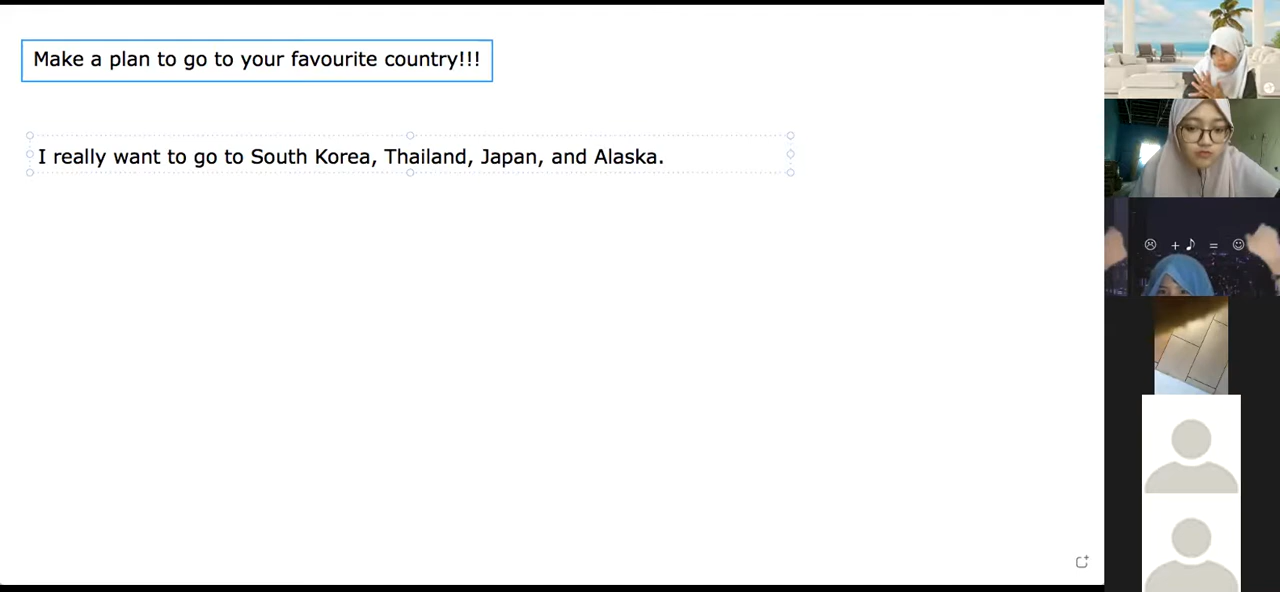 Make a plan to go to your favourite country!!!
I really want to go to South Korea, Thailand, Japan, and Alaska.
☹ + ♪ = ☺